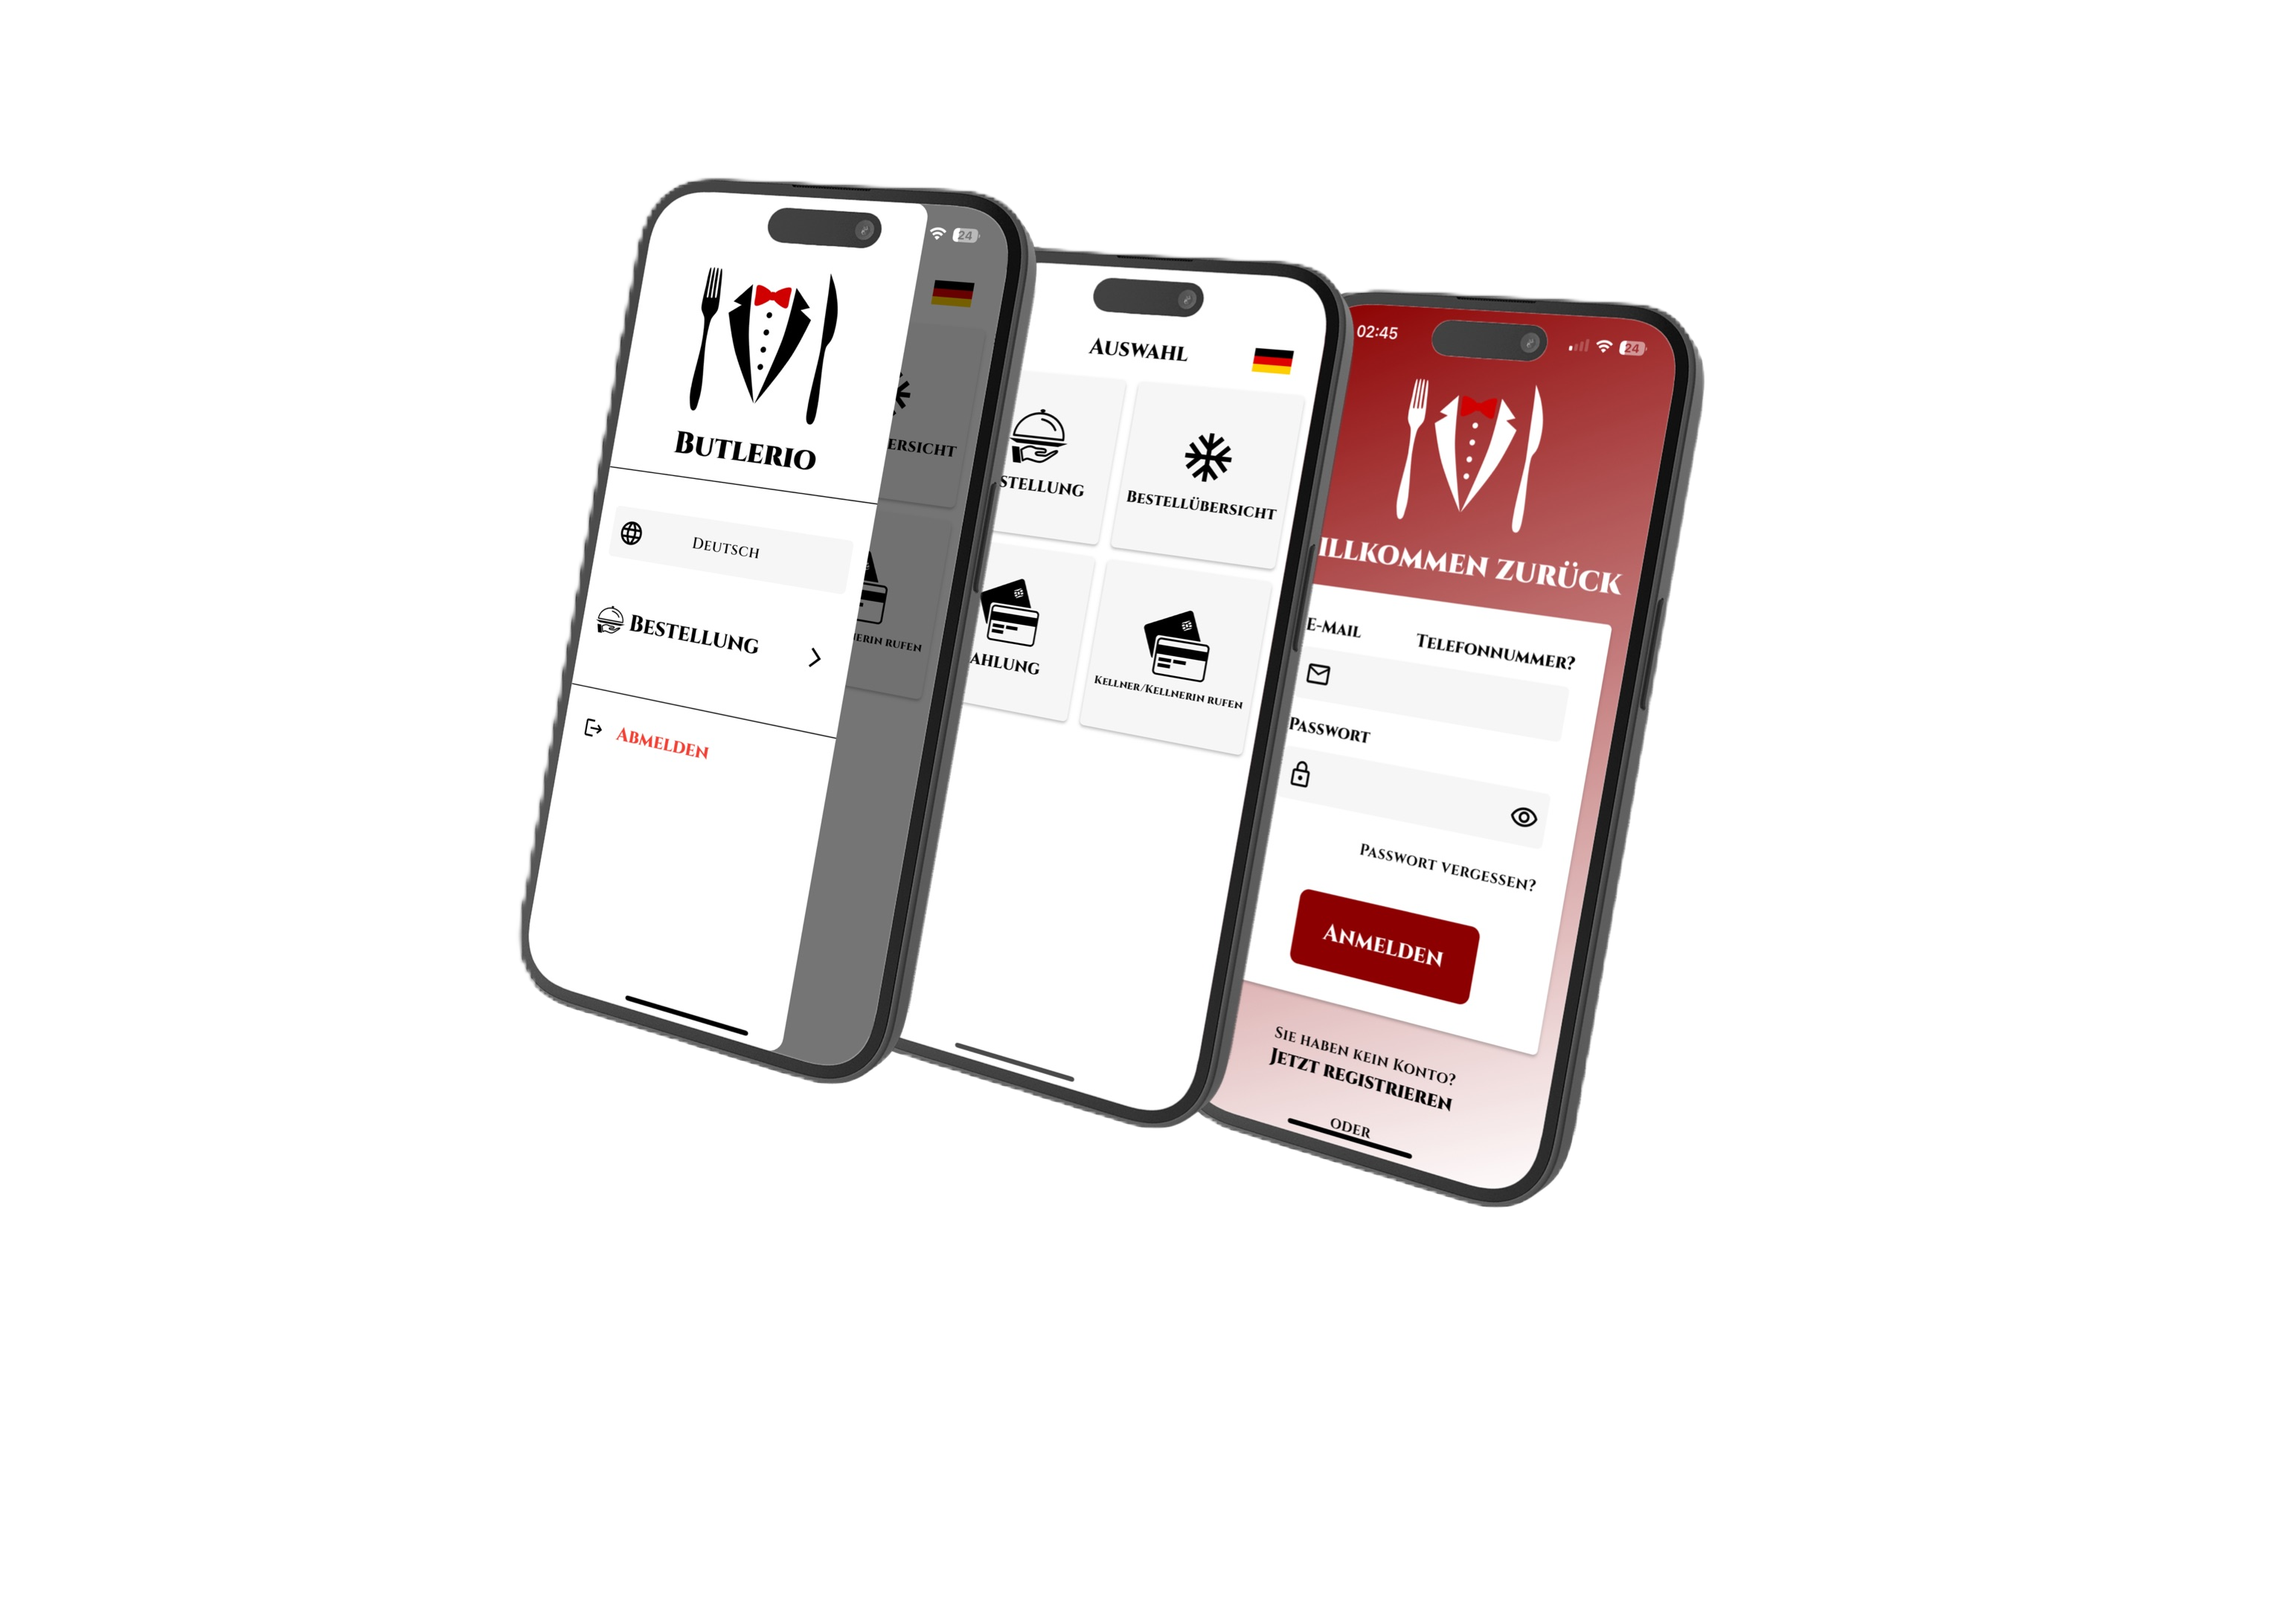 24
BUTLERIO
ERSICHT
DEUTSCH
BESTELLUNG
ERIN RUFEN
ABMELDEN
AUSWAHL
STELLUNG
BESTELLÜBERSICHT
AHLUNG
KELLNER/KELLNERIN RUFEN
02:45
24
ILLKOMMEN ZURÜCK
E-MAIL
TELEFONNUMMER?
PASSWORT
PASSWORT VERGESSEN?
ANMELDEN
SIE HABEN KEIN KONTO?
JETZT REGISTRIEREN
ODER